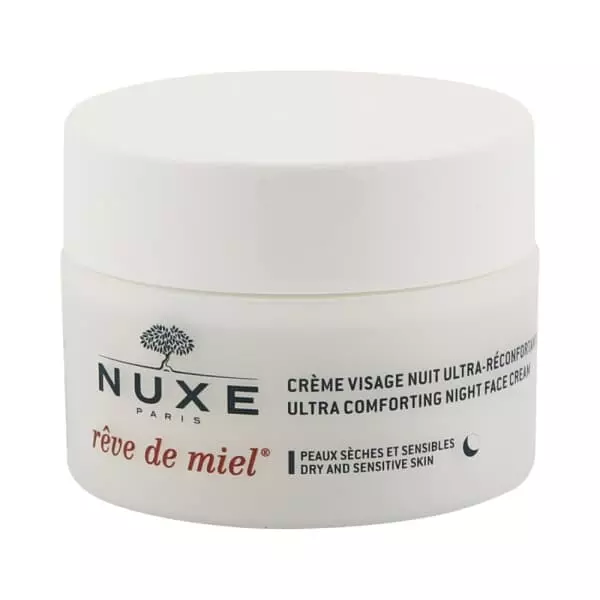 NUXE
PARIS
rêve de miel®
CRÈME VISAGE NUIT ULTRA-RÉCONFORTAN
ULTRA COMFORTING NIGHT FACE CREAM
PEAUX SÈCHES ET SENSIBLES
DRY AND SENSITIVE SKIN